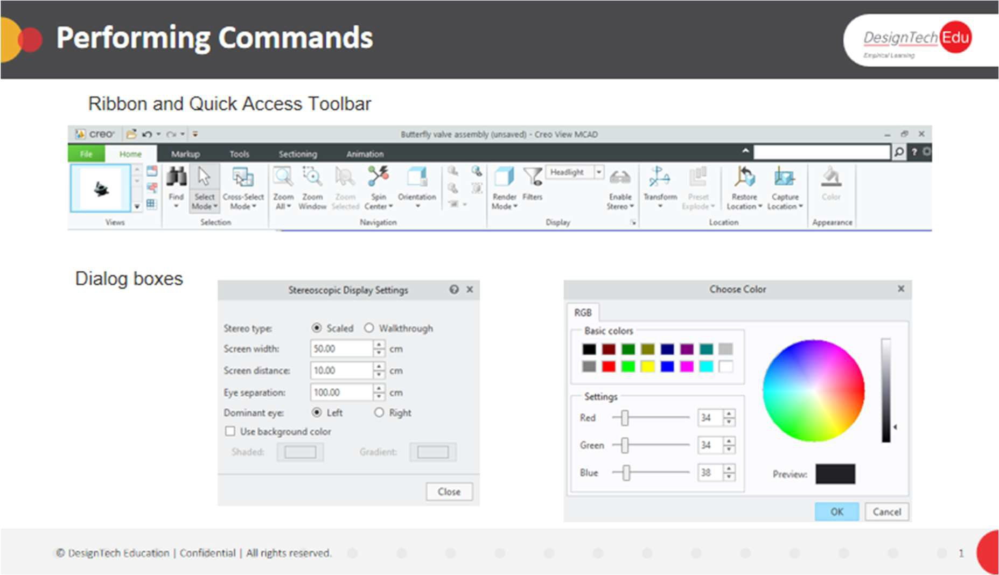 Performing Commands
DesignTech Edu
Empirical Learning
Ribbon and Quick Access Toolbar
creo
Butterfly valve assembly (unsaved) - Creo View MCAD
File Home Markup Tools Sectioning Animation
?
Headlight
Find Select Mode Cross-Select Mode Zoom All Zoom Window Zoom Selected Spin Center Orientation Render Mode Filters Enable Stereo Transform Preset Explode Restore Location Capture Location Color
Views Selection Navigation Display Location Appearance
Dialog boxes
Stereoscopic Display Settings
Stereo type: Scaled Walkthrough
Screen width: 50.00 cm
Screen distance: 10.00 cm
Eye separation: 100.00 cm
Dominant eye: Left Right
Use background color
Shaded: Gradient:
Close
Choose Color
RGB
Basic colors
Settings
Red 34
Green 34
Blue 38
Preview:
OK Cancel
© DesignTech Education | Confidential | All rights reserved.
1